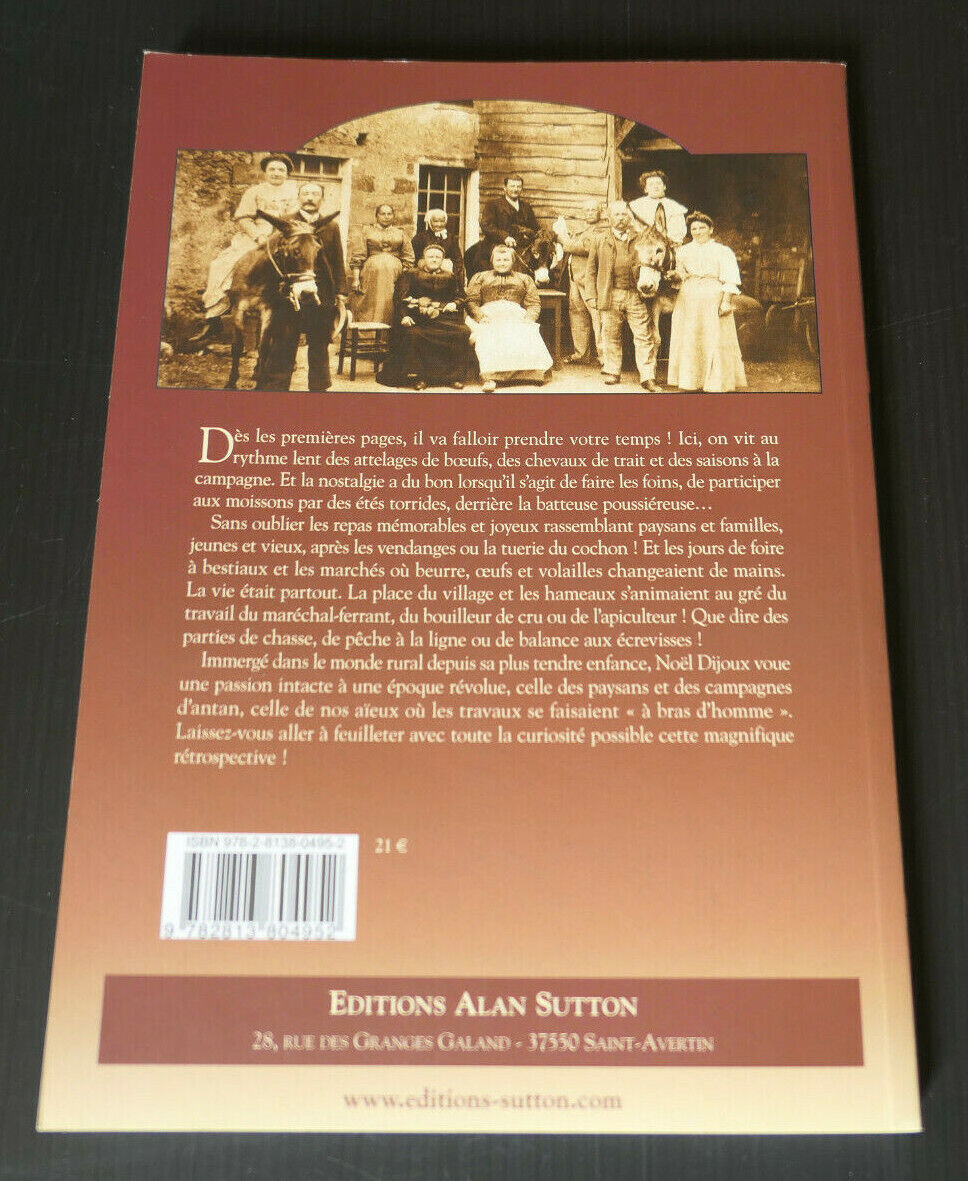 Dès les premières pages, il va falloir prendre votre temps ! Ici, on vit au
rythme lent des attelages de bœufs, des chevaux de trait et des saisons à la
campagne. Et la nostalgie a du bon lorsqu'il s'agit de faire les foins, de participer
aux moissons par des étés torrides, derrière la batteuse poussiéreuse…
Sans oublier les repas mémorables et joyeux rassemblant paysans et familles,
jeunes et vieux, après les vendanges ou la tuerie du cochon ! Et les jours de foire
à bestiaux et les marchés où beurre, œufs et volailles changeaient de mains.
La vie était partout. La place du village et les hameaux s'animaient au gré du
travail du maréchal-ferrant, du bouilleur de cru ou de l'apiculteur ! Que dire des
parties de chasse, de pêche à la ligne ou de balance aux écrevisses !
Immergé dans le monde rural depuis sa plus tendre enfance, Noël Dijoux voue
une passion intacte à une époque révolue, celle des paysans et des campagnes
d'antan, celle de nos aïeux où les travaux se faisaient « à bras d'homme ».
Laissez-vous aller à feuilleter avec toute la curiosité possible cette magnifique
rétrospective !
ISBN 978-2-8138-0495-2
21 €
9 782813 804952
EDITIONS ALAN SUTTON
28, RUE DES GRANGES GALAND - 37550 SAINT-AVERTIN
www.editions-sutton.com